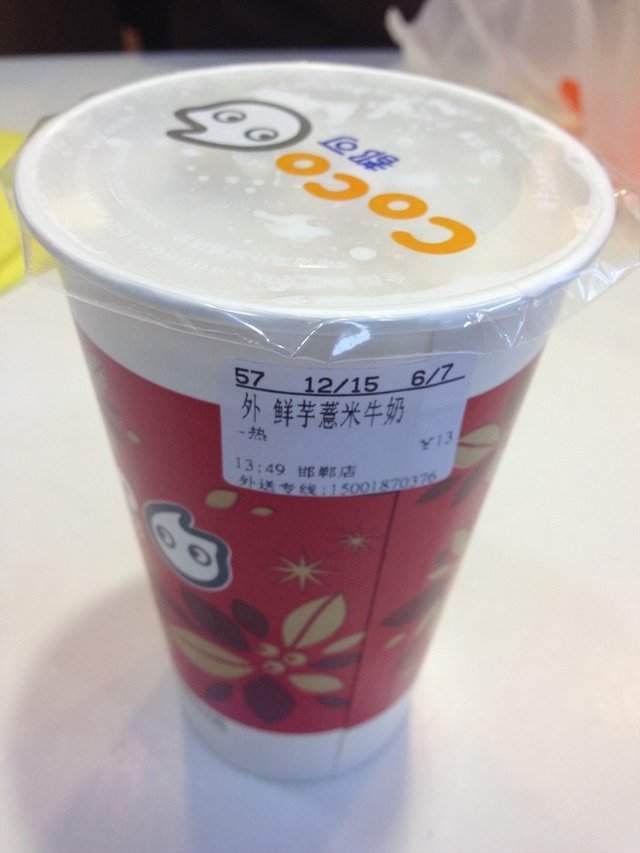 CoCo
都可
57 12/15 6/7
外 鲜芋薏米牛奶
-热
￥13
13:49 邯郸店
外送专线:15001870376